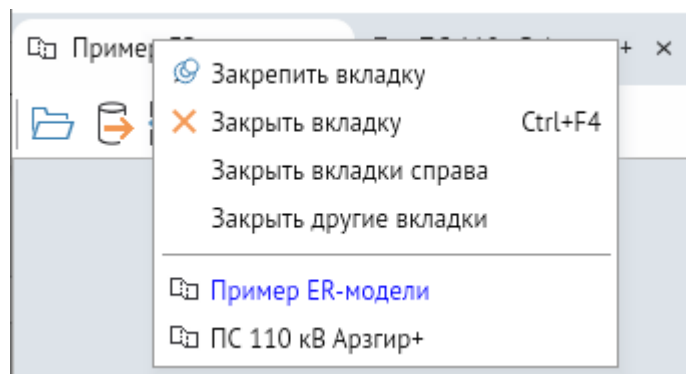 Пример
+ ×
Закрепить вкладку
Закрыть вкладку Ctrl+F4
Закрыть вкладки справа
Закрыть другие вкладки
Пример ER-модели
ПС 110 кВ Арзгир+